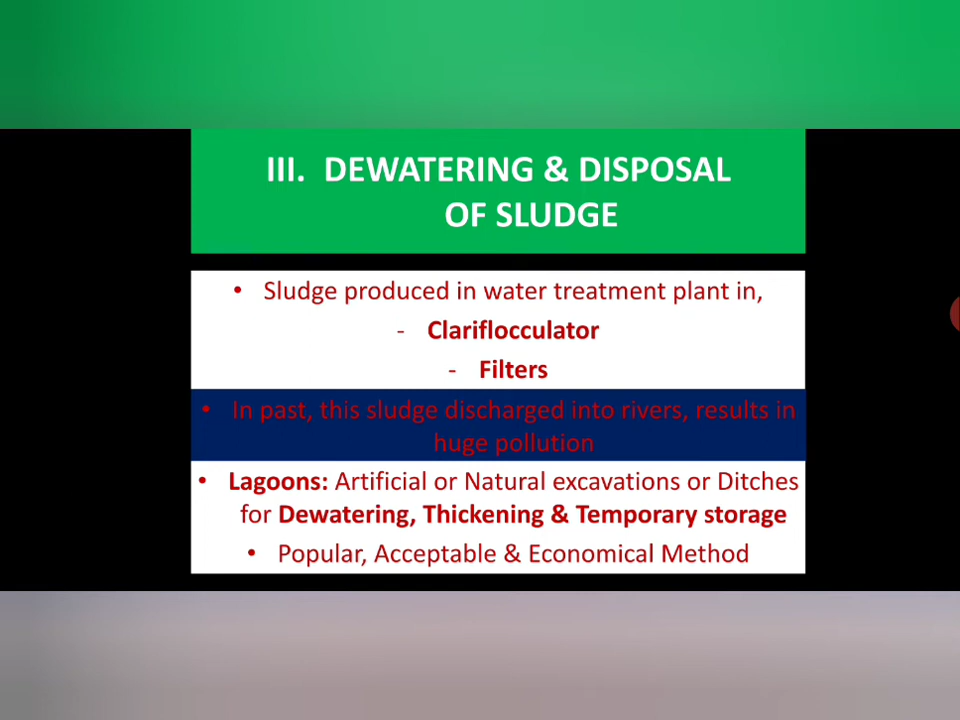 III. DEWATERING & DISPOSAL
OF SLUDGE
• Sludge produced in water treatment plant in,
- Clariflocculator
- Filters
• In past, this sludge discharged into rivers, results in
huge pollution
• Lagoons: Artificial or Natural excavations or Ditches
for Dewatering, Thickening & Temporary storage
• Popular, Acceptable & Economical Method